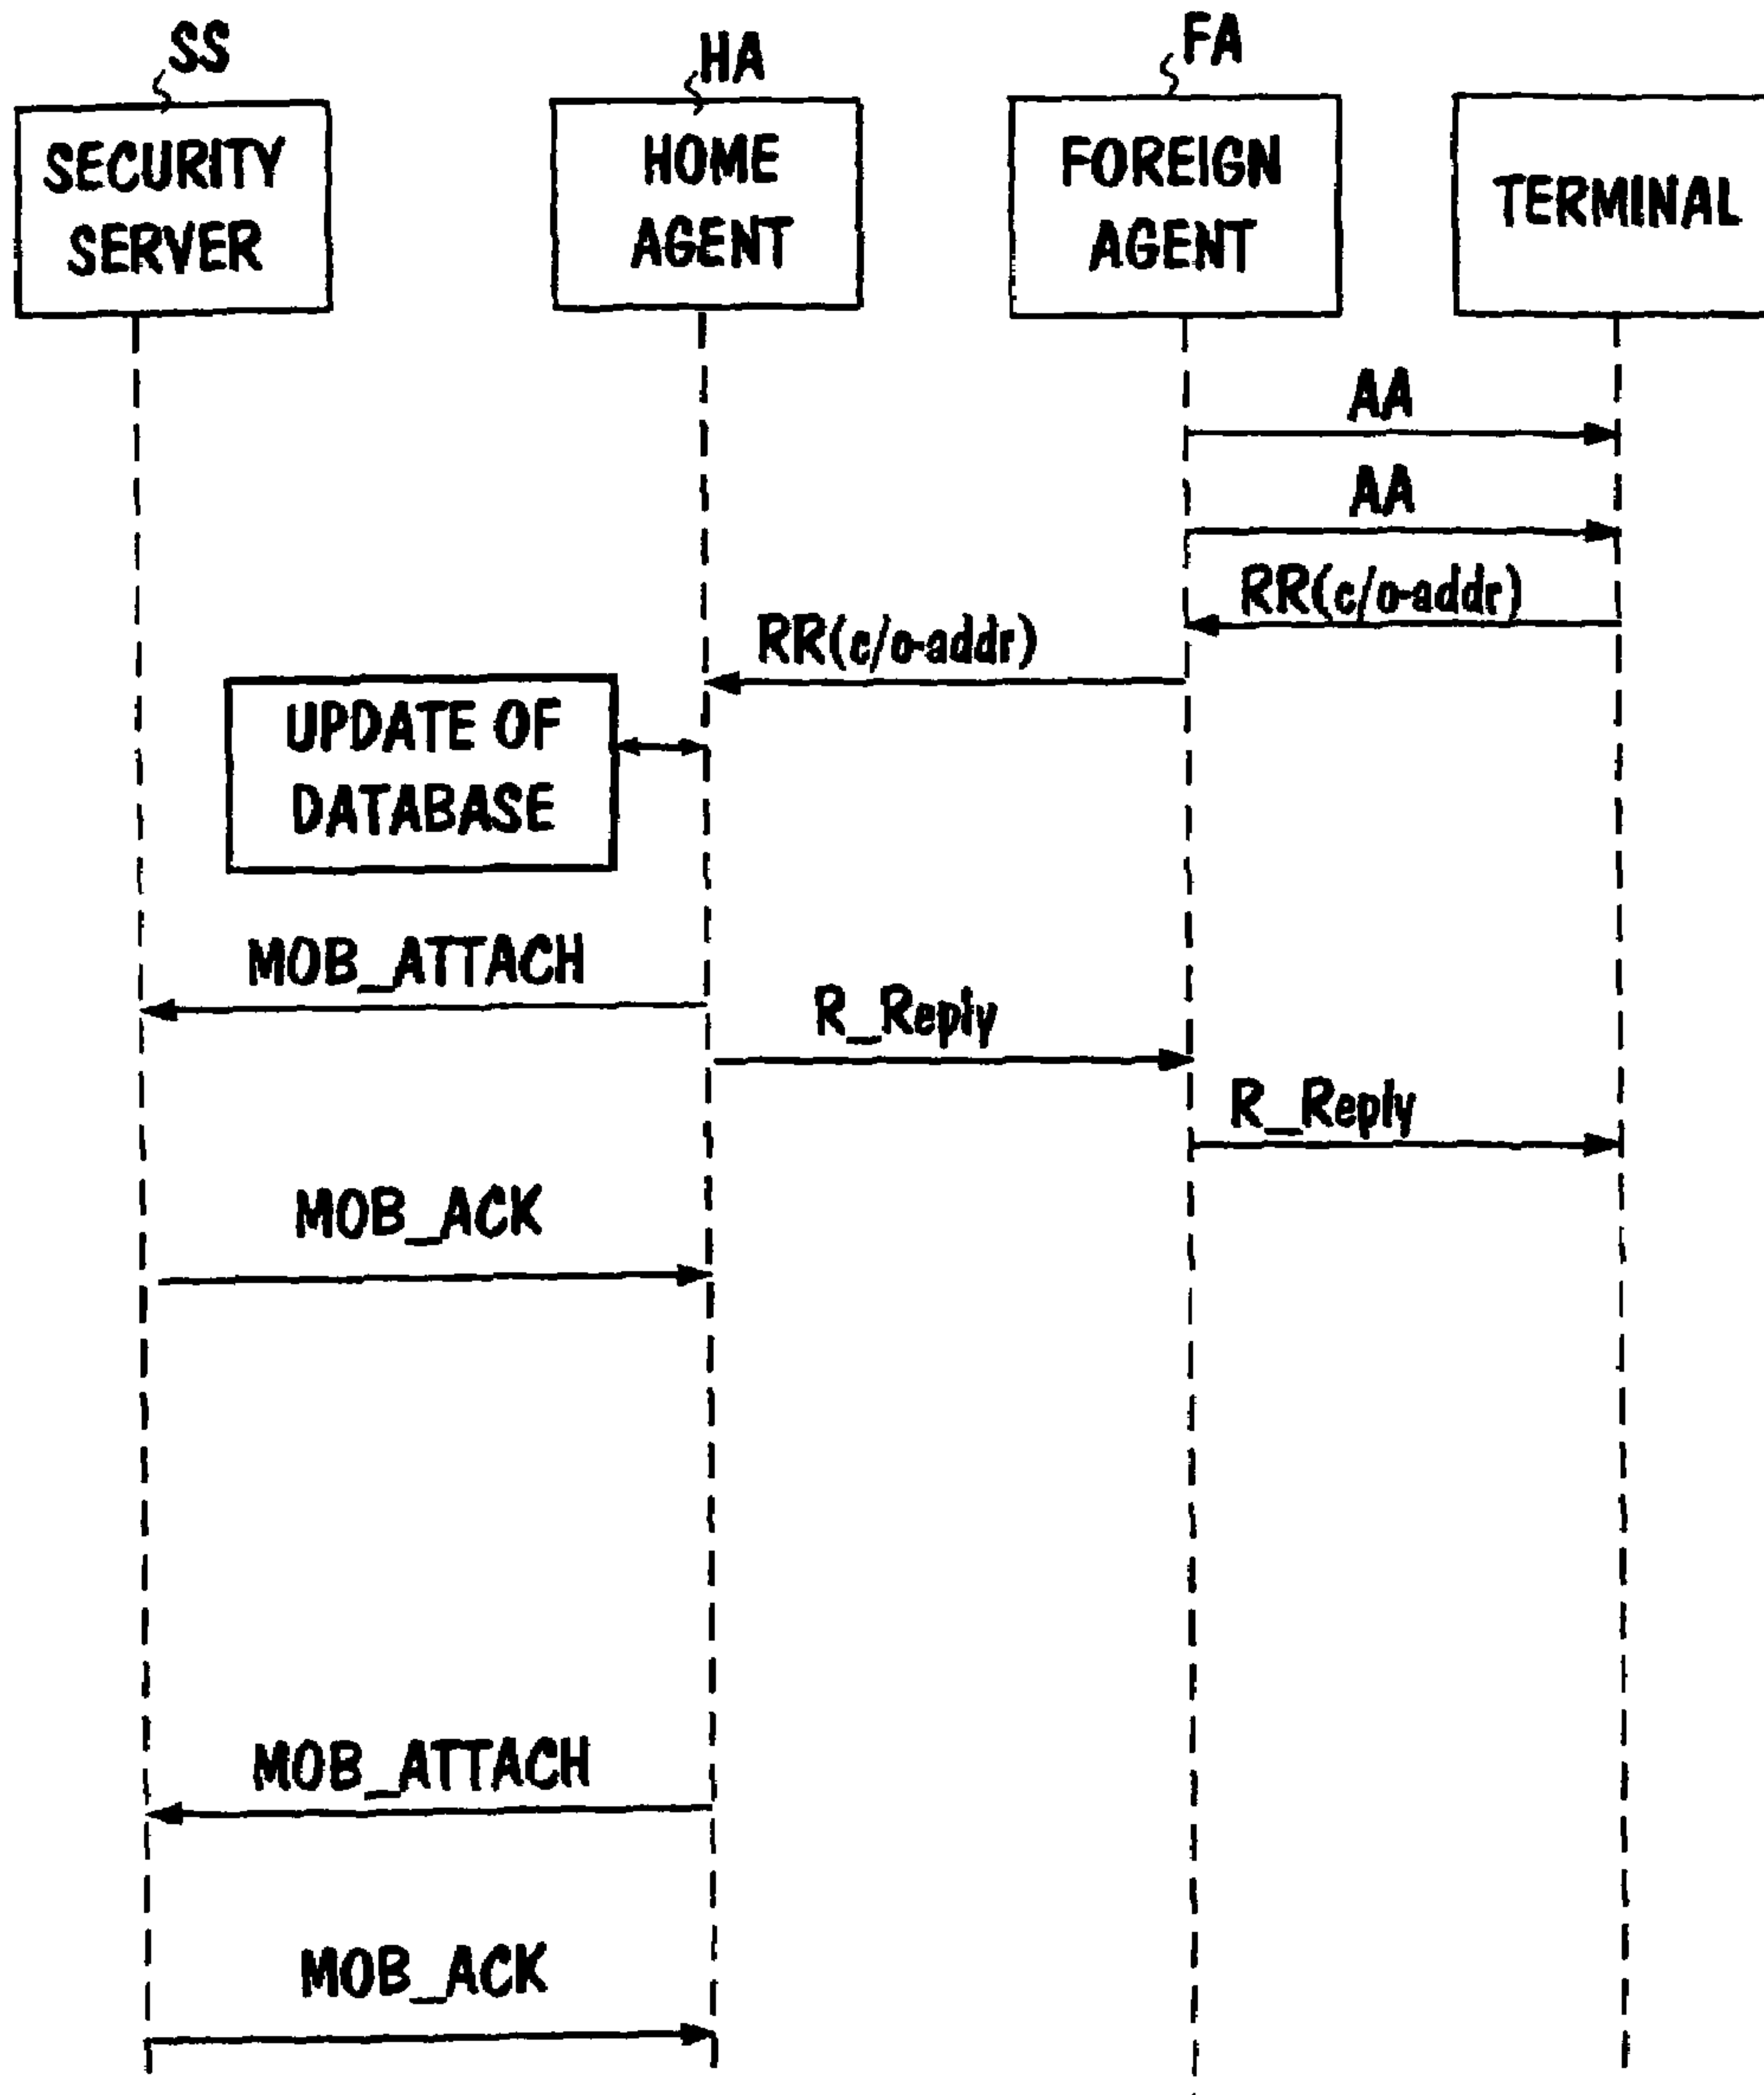 SS
HA
FA
SECURITY
SERVER
HOME
AGENT
FOREIGN
AGENT
TERMINAL
AA
AA
RR(c/o-addr)
RR(c/o-addr)
UPDATE OF
DATABASE
MOB_ATTACH
R_Reply
R_Reply
MOB_ACK
MOB_ATTACH
MOB_ACK